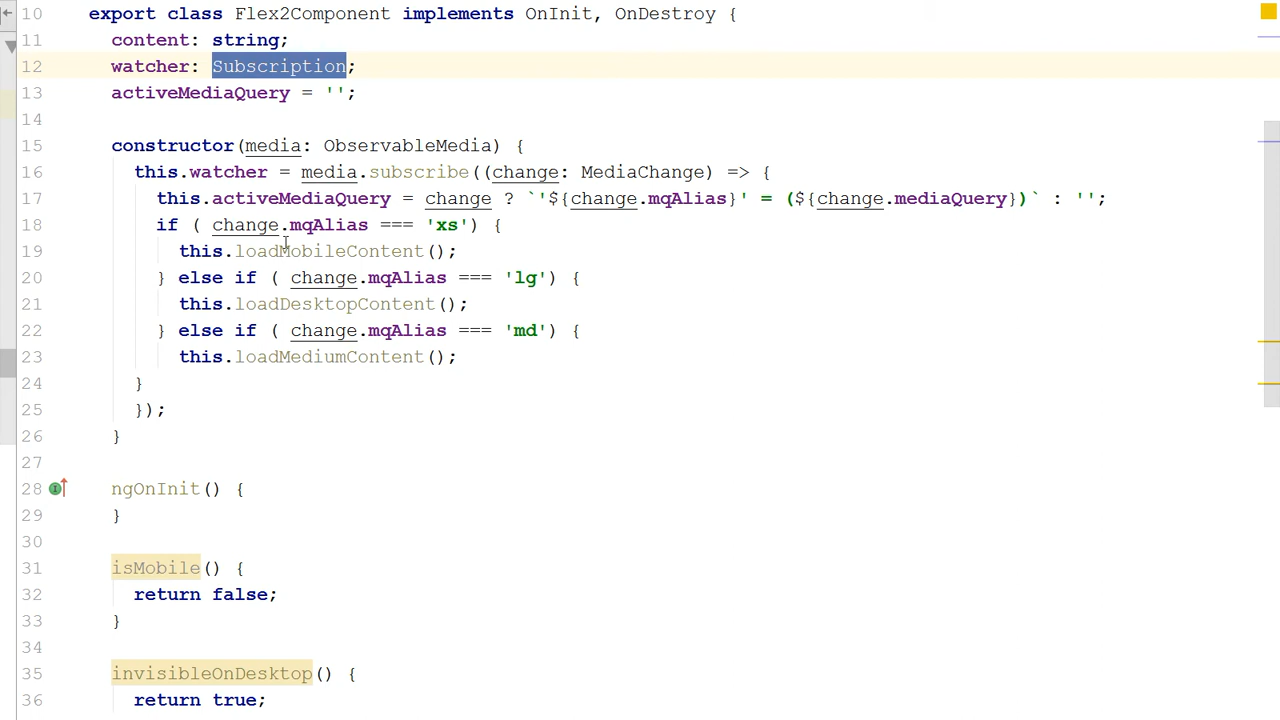 10 export class Flex2Component implements OnInit, OnDestroy {
11 content: string;
12 watcher: Subscription;
13 activeMediaQuery = '';
14
15 constructor(media: ObservableMedia) {
16 this.watcher = media.subscribe((change: MediaChange) => {
17 this.activeMediaQuery = change ? `'${change.mqAlias}' = (${change.mediaQuery})` : '';
18 if ( change.mqAlias === 'xs') {
19 this.loadMobileContent();
20 } else if ( change.mqAlias === 'lg') {
21 this.loadDesktopContent();
22 } else if ( change.mqAlias === 'md') {
23 this.loadMediumContent();
24 }
25 });
26 }
27
28 ngOnInit() {
29 }
30
31 isMobile() {
32 return false;
33 }
34
35 invisibleOnDesktop() {
36 return true;